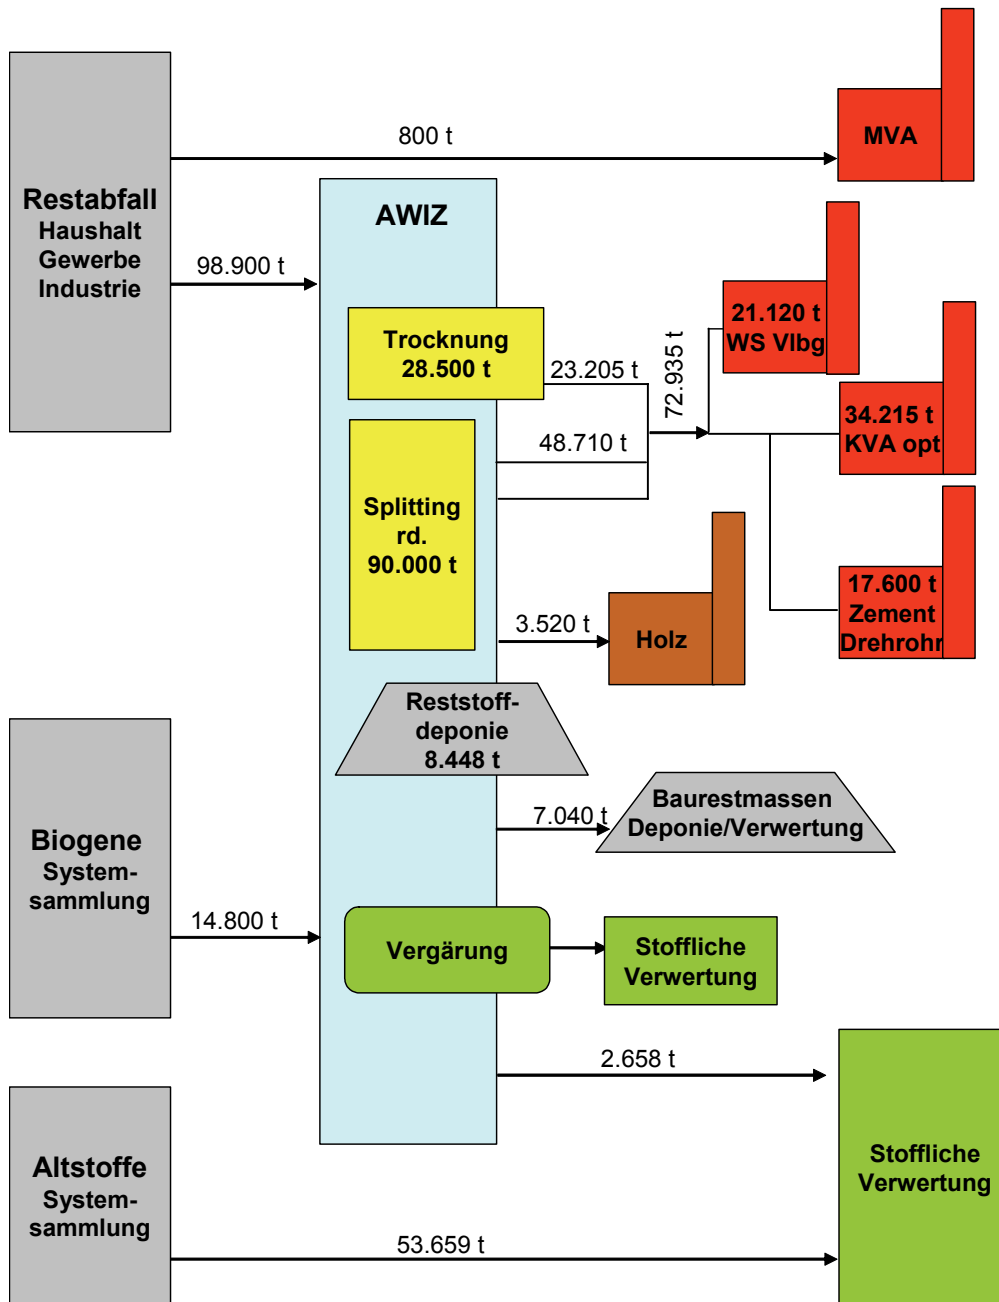 800 t
MVA
Restabfall
Haushalt
Gewerbe
Industrie
98.900 t
AWIZ
Trocknung
28.500 t
23.205 t
72.935 t
21.120 t
WS Vlbg
48.710 t
34.215 t
KVA opt
Splitting
rd.
90.000 t
17.600 t
Zement
Drehrohr
3.520 t
Holz
Reststoff-
deponie
8.448 t
7.040 t
Baurestmassen
Deponie/Verwertung
Biogene
System-
sammlung
14.800 t
Vergärung
Stoffliche
Verwertung
2.658 t
Altstoffe
System-
sammlung
53.659 t
Stoffliche
Verwertung